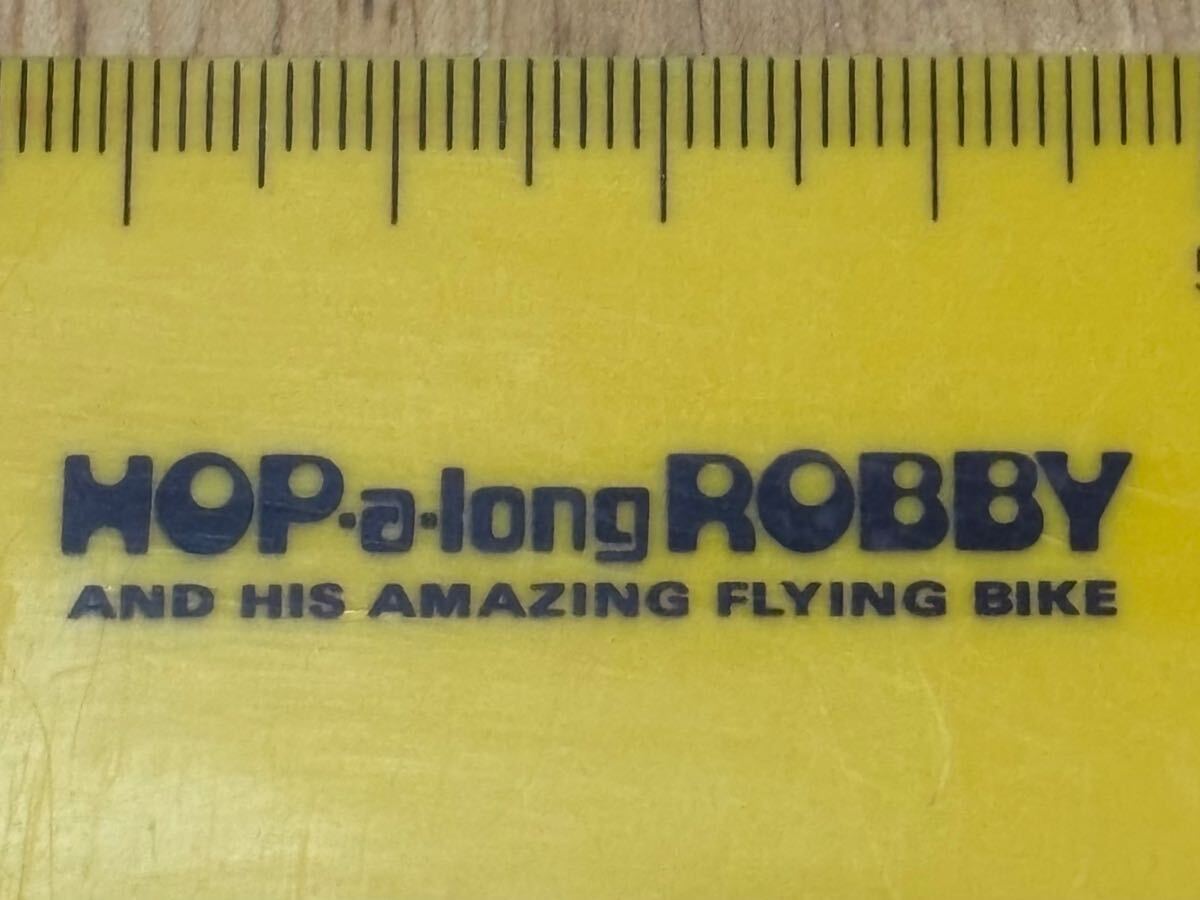 HOP-a-long ROBBY
AND HIS AMAZING FLYING BIKE